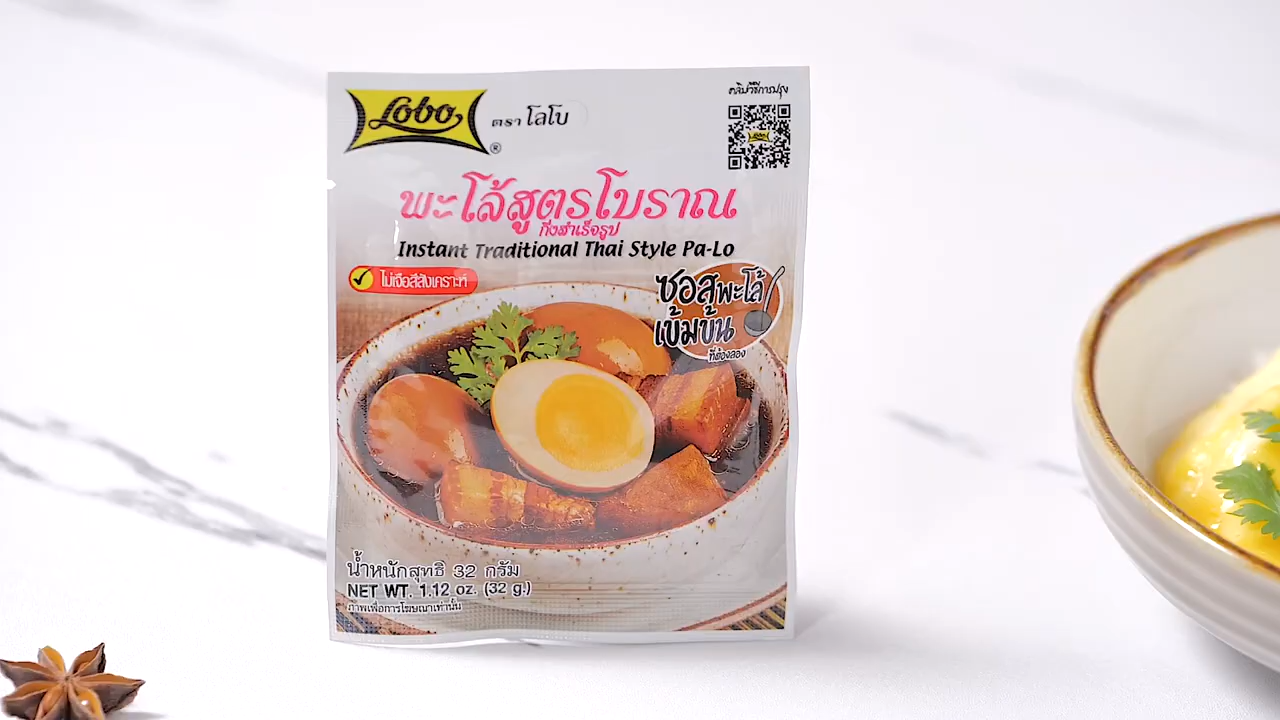 Lobo
®
ตรา โลโบ
คลิปวิธีการปรุง
พะโล้สูตรโบราณ
กึ่งสำเร็จรูป
Instant Traditional Thai Style Pa-Lo
ไม่เจือสีสังเคราะห์
ซอสพะโล้
เข้มข้น
ที่ต้องลอง
น้ำหนักสุทธิ 32 กรัม
NET WT. 1.12 oz. (32 g.)
ภาพเพื่อการโฆษณาเท่านั้น